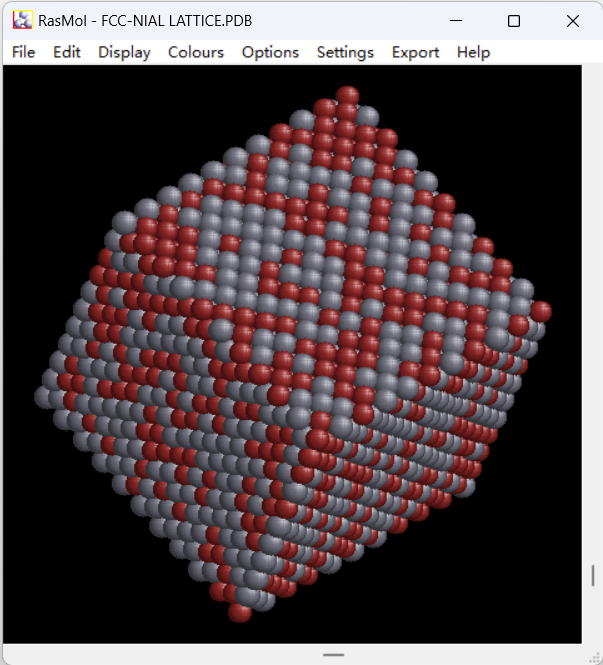 RasMol - FCC-NIAL LATTICE.PDB
File Edit Display Colours Options Settings Export Help